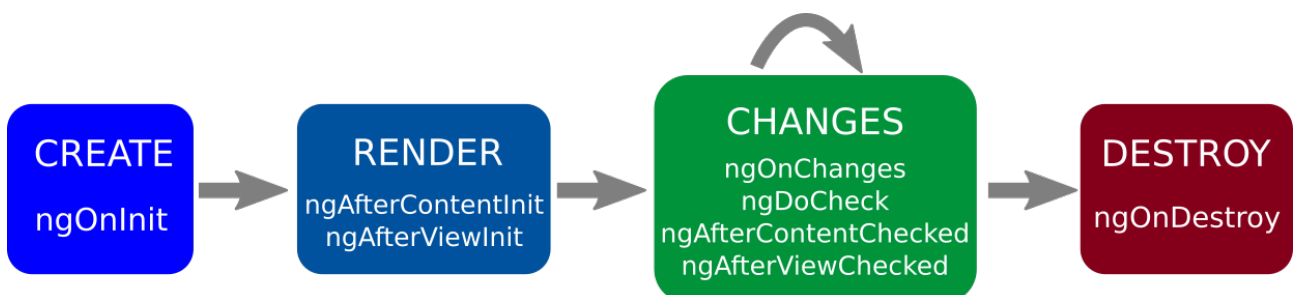 CREATE
ngOnInit
RENDER
ngAfterContentInit
ngAfterViewInit
CHANGES
ngOnChanges
ngDoCheck
ngAfterContentChecked
ngAfterViewChecked
DESTROY
ngOnDestroy